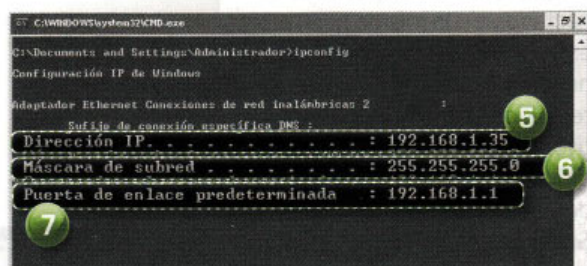 C:\WINDOWS\system32\CMD.exe
C:\Documents and Settings\Administrador>ipconfig
Configuración IP de Windows
Adaptador Ethernet Conexiones de red inalámbricas 2 :
Sufijo de conexión específica DNS :
Dirección IP. . . . . . . . . . . . : 192.168.1.35
5
Máscara de subred . . . . . . . . . : 255.255.255.0
6
Puerta de enlace predeterminada : 192.168.1.1
7